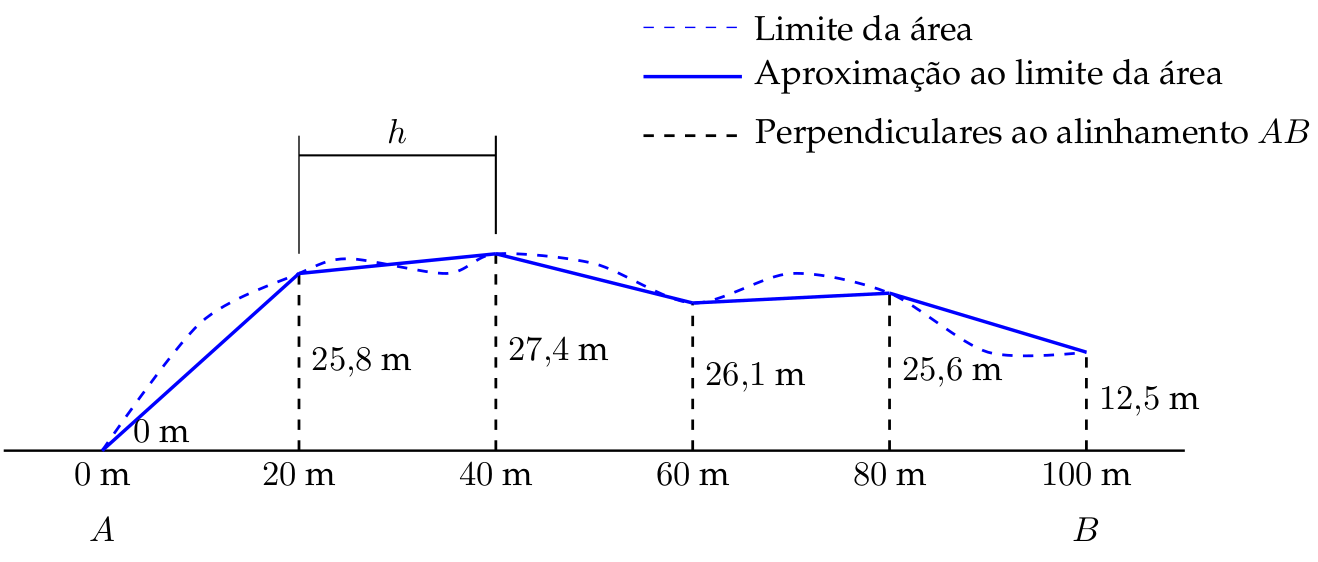 Limite da área
Aproximação ao limite da área
Perpendiculares ao alinhamento AB
h
25,8 m
27,4 m
26,1 m
25,6 m
12,5 m
0 m
0 m 20 m 40 m 60 m 80 m 100 m
A B